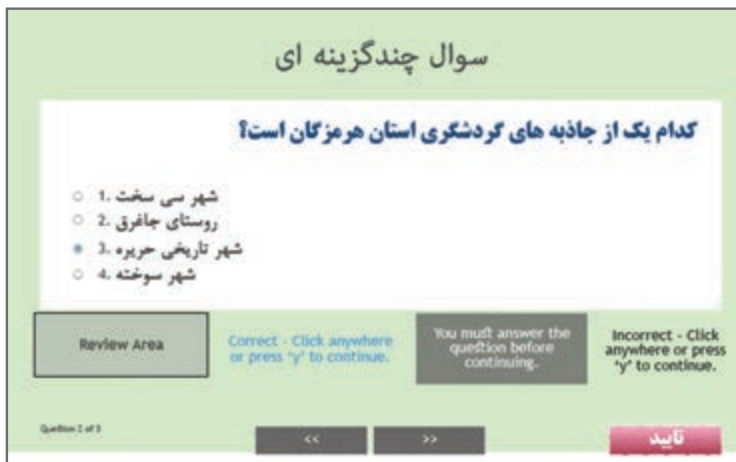 سوال چندگزینه ای
کدام یک از جاذبه های گردشگری استان هرمزگان است؟
1. شهر سی سخت
2. روستای جاغرق
3. شهر تاریخی حریره
4. شهر سوخته
Review Area
Correct - Click anywhere
or press ‘y’ to continue.
You must answer the
question before
continuing.
Incorrect - Click
anywhere or press
‘y’ to continue.
Question 2 of 3
<<
>>
تایید